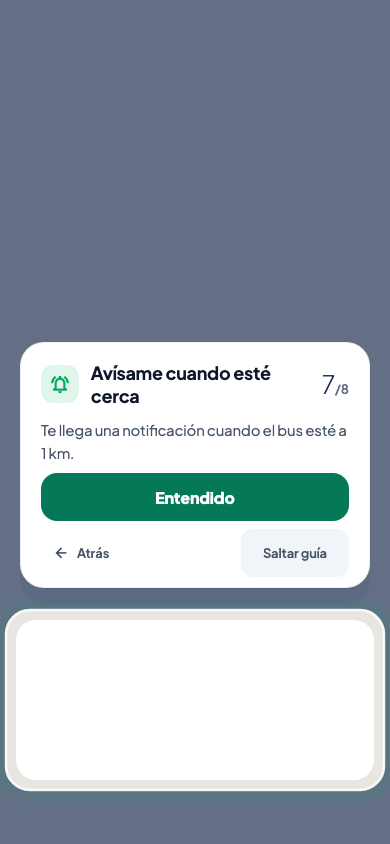 Avísame cuando esté
cerca
7/8
Te llega una notificación cuando el bus esté a
1 km.
Entendido
← Atrás
Saltar guía